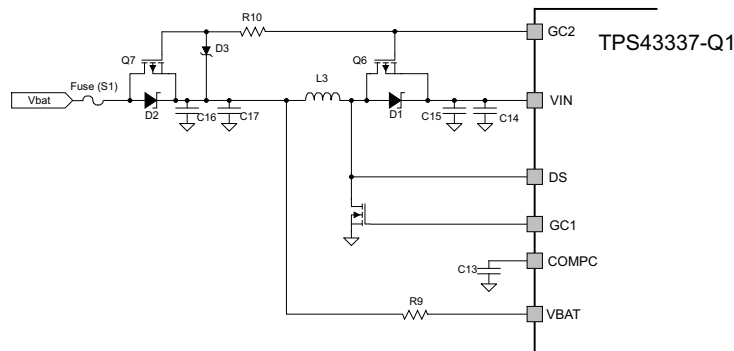 R10
GC2
TPS43337-Q1
Q7
D3
Q6
Fuse (S1)
L3
Vbat
VIN
D2
C16
C17
D1
C15
C14
DS
GC1
COMPC
C13
R9
VBAT